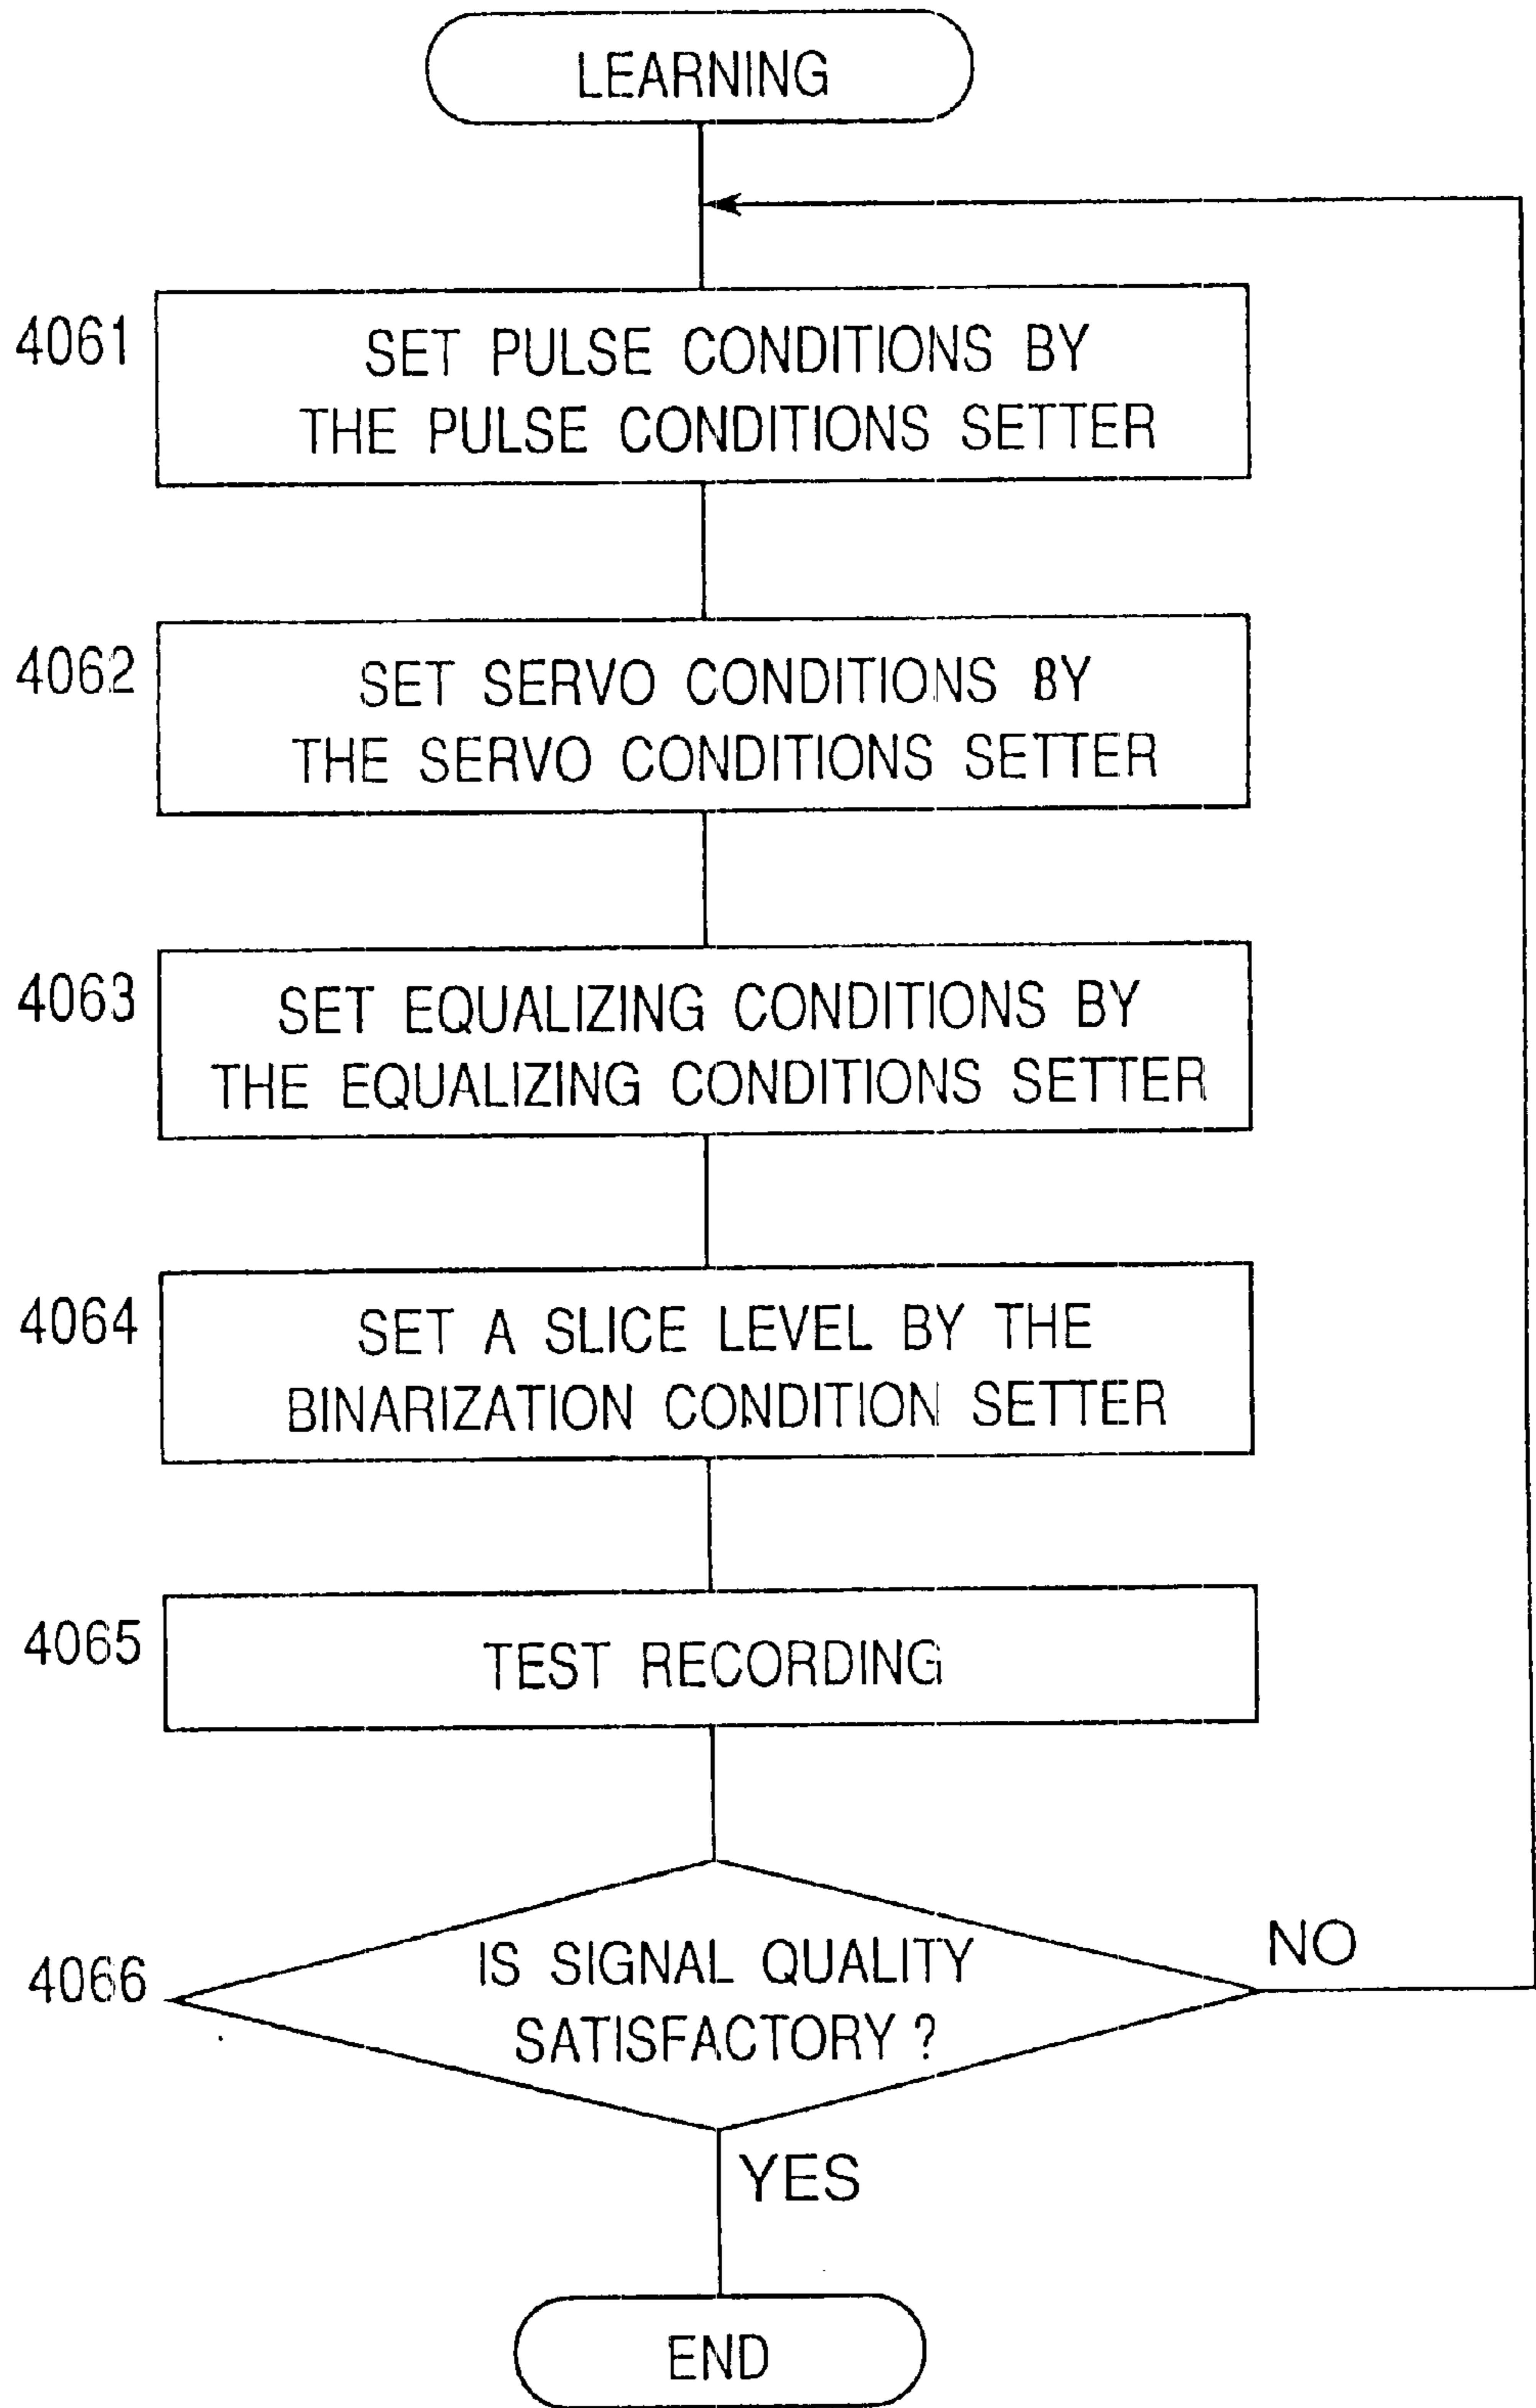 LEARNING
4061
SET PULSE CONDITIONS BY
THE PULSE CONDITIONS SETTER
4062
SET SERVO CONDITIONS BY
THE SERVO CONDITIONS SETTER
4063
SET EQUALIZING CONDITIONS BY
THE EQUALIZING CONDITIONS SETTER
4064
SET A SLICE LEVEL BY THE
BINARIZATION CONDITION SETTER
4065
TEST RECORDING
4066
IS SIGNAL QUALITY
SATISFACTORY ?
NO
YES
END